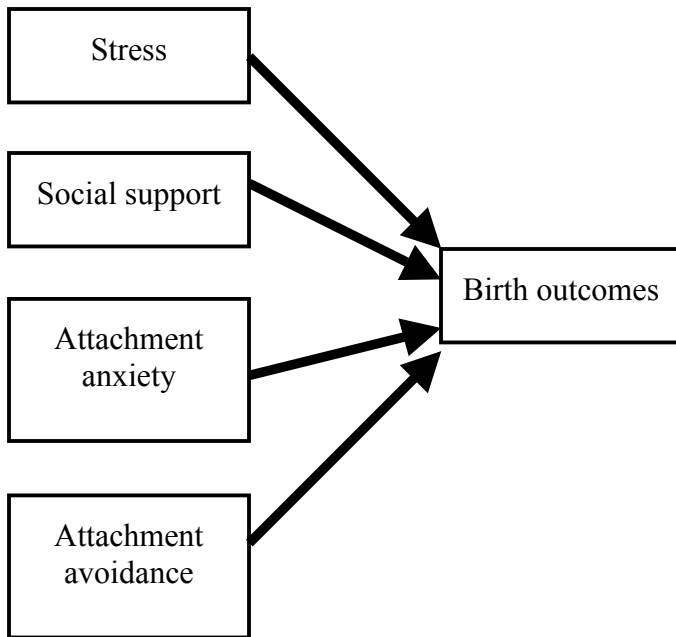 Stress
Social support
Birth outcomes
Attachment
anxiety
Attachment
avoidance